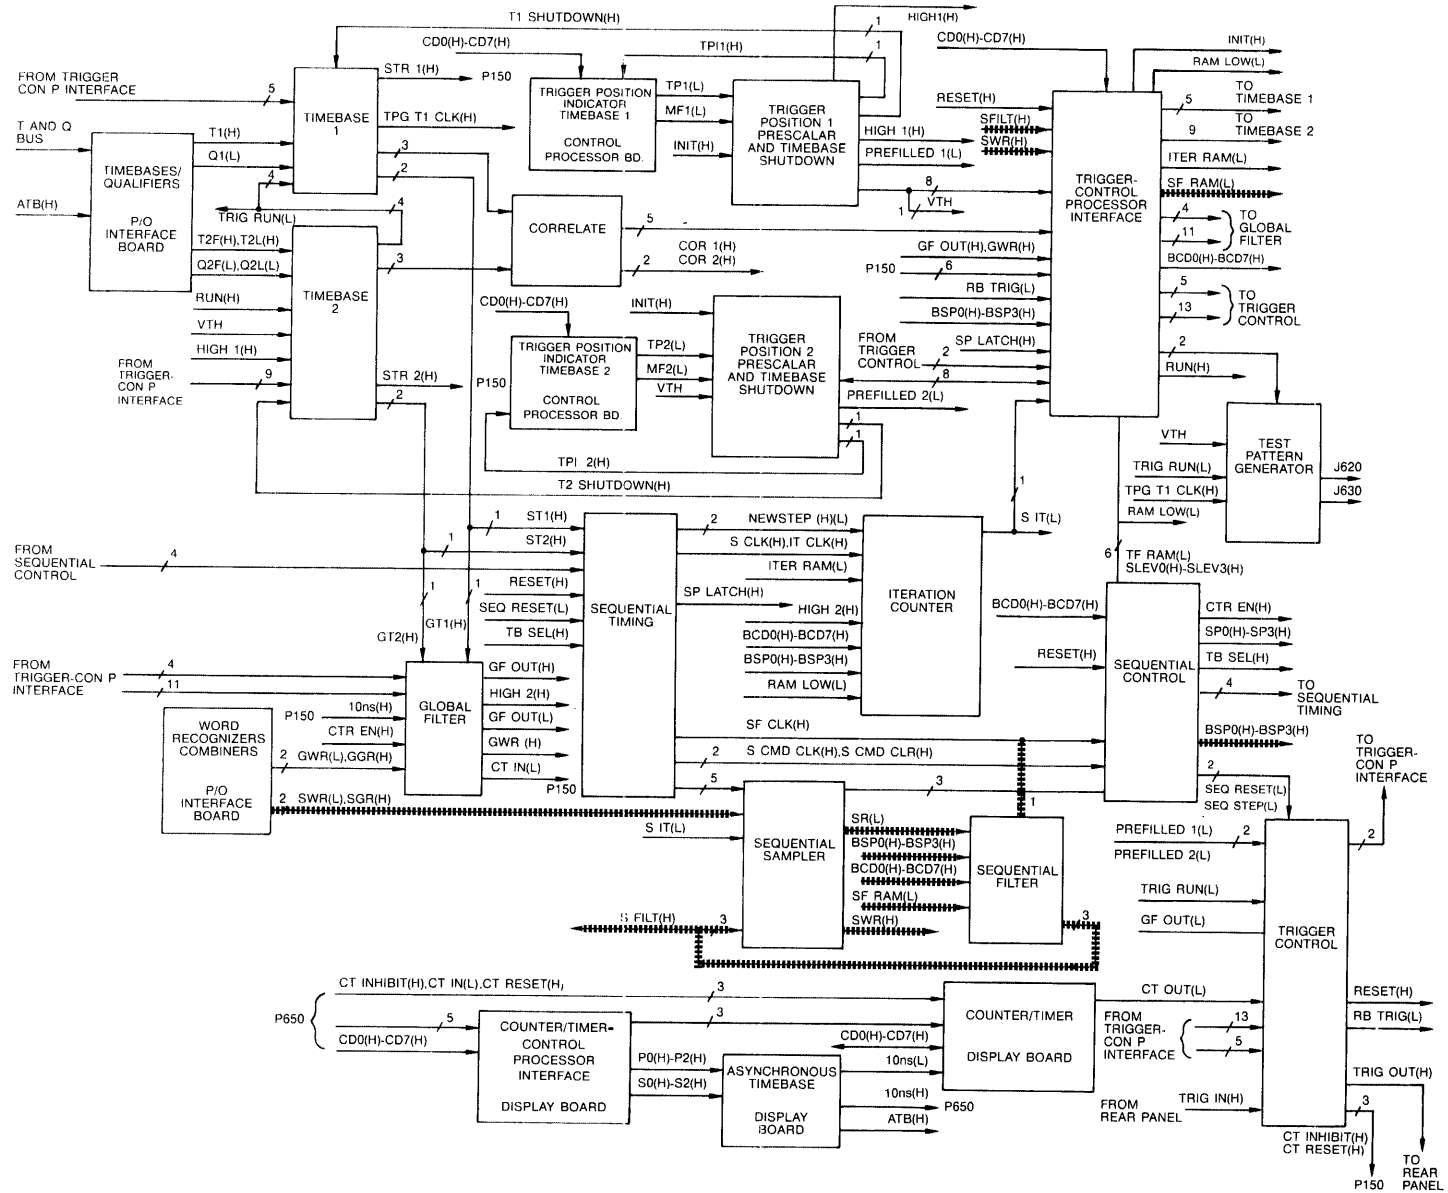 T1 SHUTDOWN(H)
1
HIGH1(H)
CD0(H)-CD7(H)
TPI1(H)
1
CD0(H)-CD7(H)
INIT(H)
RAM LOW(L)
FROM TRIGGER
CON P INTERFACE
5
TIMEBASE
1
STR 1(H)
P150
TPG T1 CLK(H)
3
2
4
TRIGGER POSITION
INDICATOR
TIMEBASE 1
CONTROL
PROCESSOR BD.
TP1(L)
MF1(L)
INIT(H)
TRIGGER
POSITION 1
PRESCALAR
AND TIMEBASE
SHUTDOWN
HIGH 1(H)
PREFILLED 1(L)
8
1
VTH
RESET(H)
SFILT(H)
SWR(H)
TRIGGER-
CONTROL
PROCESSOR
INTERFACE
5
TO
TIMEBASE 1
9
TO
TIMEBASE 2
ITER RAM(L)
SF RAM(L)
4
11
TO
GLOBAL
FILTER
BCD0(H)-BCD7(H)
5
13
TO
TRIGGER
CONTROL
2
RUN(H)
T AND Q
BUS
ATB(H)
TIMEBASES/
QUALIFIERS
P/O
INTERFACE
BOARD
T1(H)
Q1(L)
TRIG RUN(L)
4
T2F(H),T2L(H)
Q2F(L),Q2L(L)
RUN(H)
VTH
HIGH 1(H)
FROM
TRIGGER-
CON P
INTERFACE
9
TIMEBASE
2
3
STR 2(H)
2
P150
CORRELATE
5
COR 1(H)
COR 2(H)
2
GF OUT(H),GWR(H)
P150
6
RB TRIG(L)
BSP0(H)-BSP3(H)
SP LATCH(H)
FROM
TRIGGER
CONTROL
2
8
CD0(H)-CD7(H)
TRIGGER POSITION
INDICATOR
TIMEBASE 2
CONTROL
PROCESSOR BD.
INIT(H)
TP2(L)
MF2(L)
VTH
TRIGGER
POSITION 2
PRESCALAR
AND TIMEBASE
SHUTDOWN
PREFILLED 2(L)
1
1
TPI 2(H)
T2 SHUTDOWN(H)
VTH
TRIG RUN(L)
TPG T1 CLK(H)
RAM LOW(L)
TEST
PATTERN
GENERATOR
J620
J630
6
TF RAM(L)
SLEV0(H)-SLEV3(H)
1
S IT(L)
FROM
SEQUENTIAL
CONTROL
4
1
ST1(H)
1
ST2(H)
1
1
GT2(H)
GT1(H)
RESET(H)
SEQ RESET(L)
TB SEL(H)
SEQUENTIAL
TIMING
2
NEWSTEP (H)(L)
S CLK(H),IT CLK(H)
ITER RAM(L)
SP LATCH(H)
HIGH 2(H)
BCD0(H)-BCD7(H)
BSP0(H)-BSP3(H)
RAM LOW(L)
ITERATION
COUNTER
SF CLK(H)
2
S CMD CLK(H),S CMD CLR(H)
5
BCD0(H)-BCD7(H)
RESET(H)
SEQUENTIAL
CONTROL
CTR EN(H)
SP0(H)-SP3(H)
TB SEL(H)
4
TO
SEQUENTIAL
TIMING
BSP0(H)-BSP3(H)
2
SEQ RESET(L)
SEQ STEP(L)
TO
TRIGGER-
CON P
INTERFACE
2
FROM
TRIGGER-CON P
INTERFACE
4
11
P150
10ns(H)
CTR EN(H)
2
GWR(L),GGR(H)
GLOBAL
FILTER
GF OUT(H)
HIGH 2(H)
GF OUT(L)
GWR (H)
CT IN(L)
P150
WORD
RECOGNIZERS
COMBINERS
P/O
INTERFACE
BOARD
2
SWR(L),SGR(H)
S IT(L)
S FILT(H)
3
SEQUENTIAL
SAMPLER
3
1
SR(L)
BSP0(H)-BSP3(H)
BCD0(H)-BCD7(H)
SF RAM(L)
SWR(H)
SEQUENTIAL
FILTER
3
PREFILLED 1(L)
2
PREFILLED 2(L)
TRIG RUN(L)
GF OUT(L)
TRIGGER
CONTROL
P650
CT INHIBIT(H),CT IN(L),CT RESET(H)
3
5
CD0(H)-CD7(H)
COUNTER/TIMER-
CONTROL
PROCESSOR
INTERFACE
DISPLAY BOARD
3
P0(H)-P2(H)
S0(H)-S2(H)
ASYNCHRONOUS
TIMEBASE
DISPLAY
BOARD
CD0(H)-CD7(H)
10ns(L)
10ns(H)
P650
ATB(H)
COUNTER/TIMER
DISPLAY BOARD
CT OUT(L)
FROM
TRIGGER-
CON P
INTERFACE
13
5
FROM
REAR PANEL
TRIG IN(H)
RESET(H)
RB TRIG(L)
TRIG OUT(H)
3
CT INHIBIT(H)
CT RESET(H)
P150
TO
REAR
PANEL